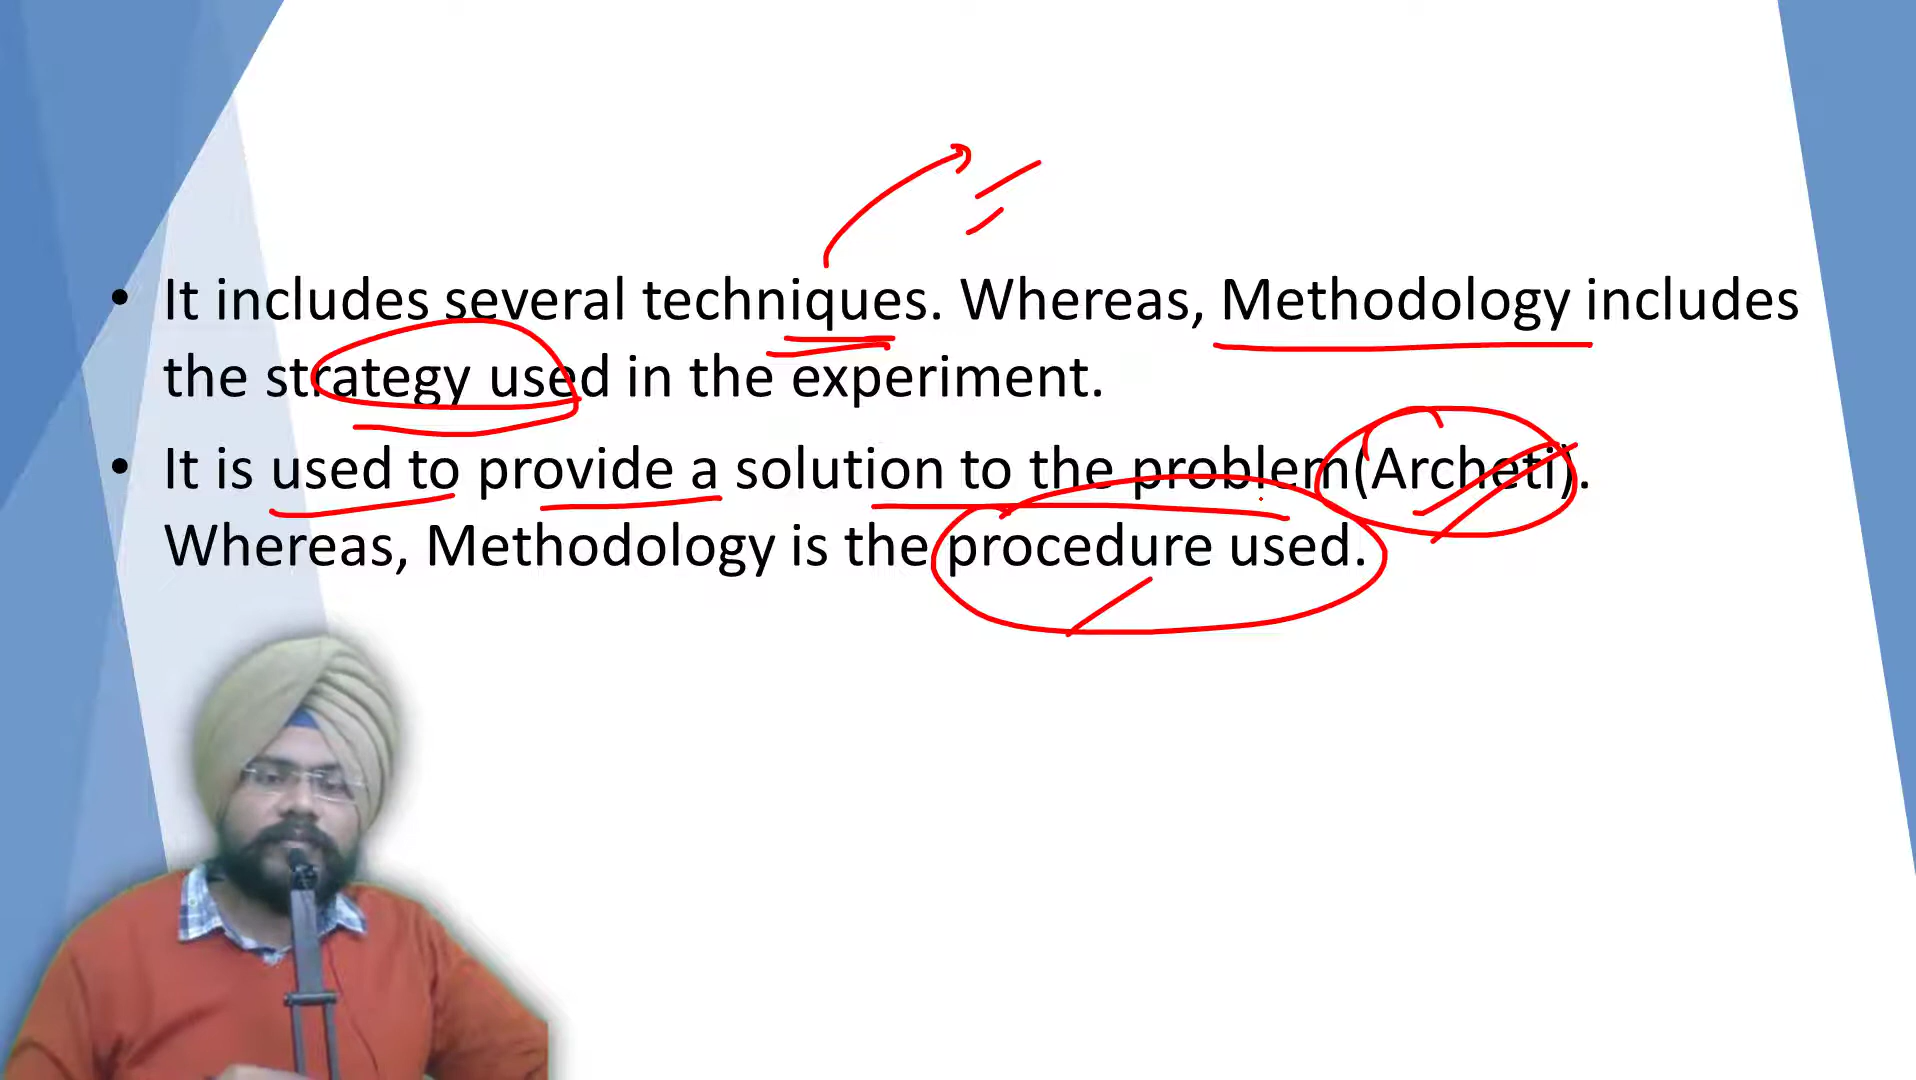 • It includes several techniques. Whereas, Methodology includes
the strategy used in the experiment.
• It is used to provide a solution to the problem(Archeti).
Whereas, Methodology is the procedure used.